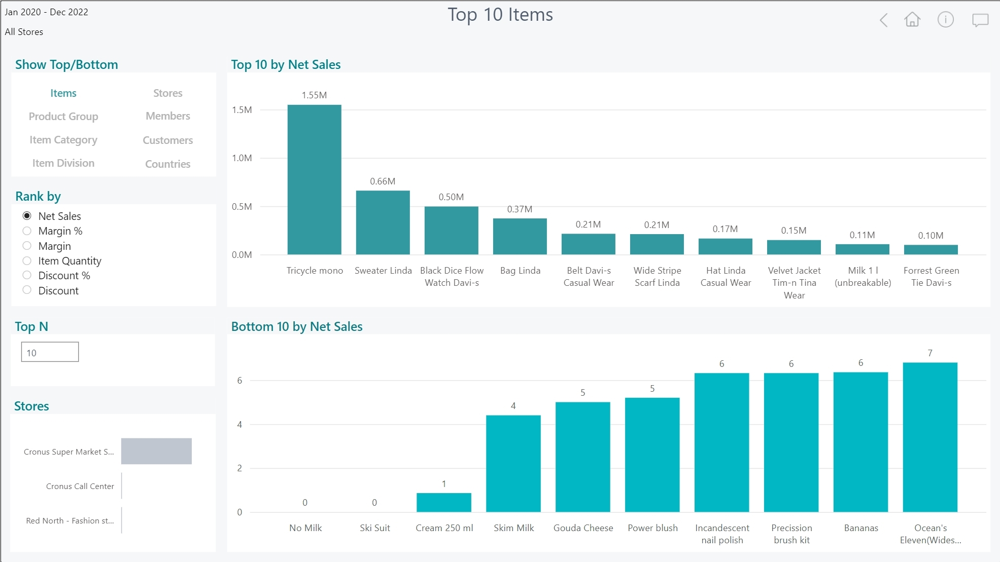 Jan 2020 - Dec 2022
All Stores
Top 10 Items
Show Top/Bottom
Items
Stores
Product Group
Members
Item Category
Customers
Item Division
Countries
Rank by
Net Sales
Margin %
Margin
Item Quantity
Discount %
Discount
Top N
10
Stores
Cronus Super Market S...
Cronus Call Center
Red North - Fashion st...
Top 10 by Net Sales
1.5M
1.0M
0.5M
0.0M
1.55M
0.66M
0.50M
0.37M
0.21M
0.21M
0.17M
0.15M
0.11M
0.10M
Tricycle mono
Sweater Linda
Black Dice Flow
Watch Davi-s
Bag Linda
Belt Davi-s
Casual Wear
Wide Stripe
Scarf Linda
Hat Linda
Casual Wear
Velvet Jacket
Tim-n Tina
Wear
Milk 1 l
(unbreakable)
Forrest Green
Tie Davi-s
Bottom 10 by Net Sales
6
4
2
0
0
0
1
4
5
5
6
6
6
7
No Milk
Ski Suit
Cream 250 ml
Skim Milk
Gouda Cheese
Power blush
Incandescent
nail polish
Precission
brush kit
Bananas
Ocean's
Eleven(Wides...